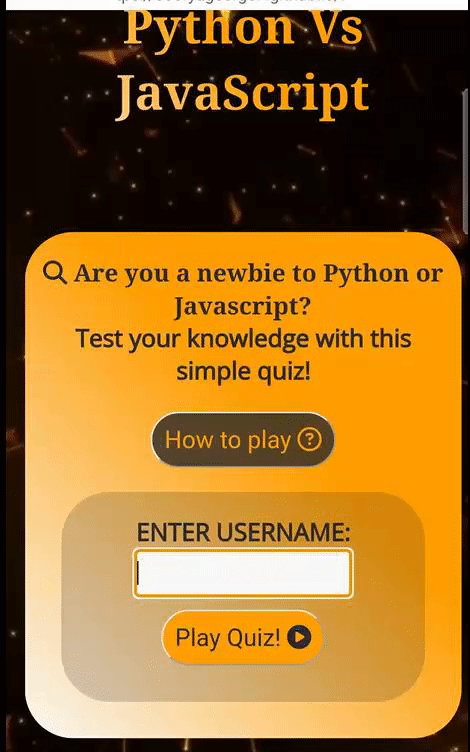 Python Vs
JavaScript
Are you a newbie to Python or
Javascript?
Test your knowledge with this
simple quiz!
How to play
ENTER USERNAME:
Play Quiz!